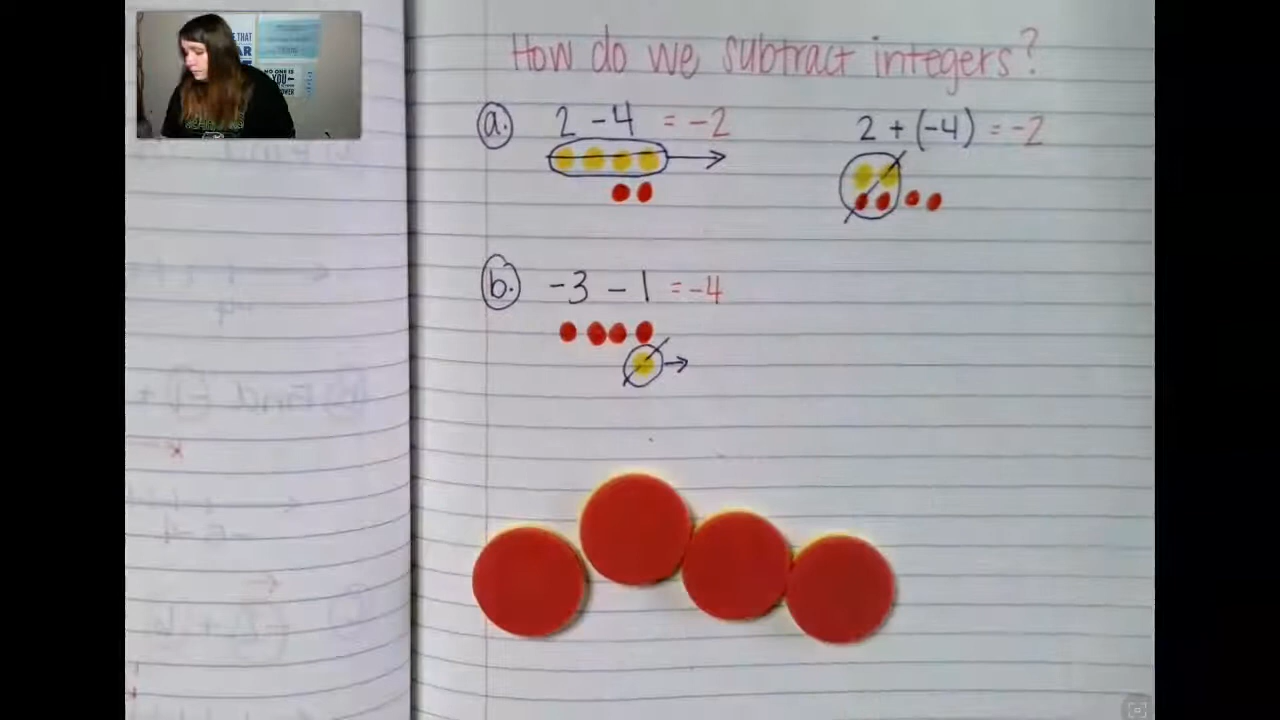 How do we subtract integers?
a. 2 - 4 = -2 2 + (-4) = -2
b. -3 - 1 = -4